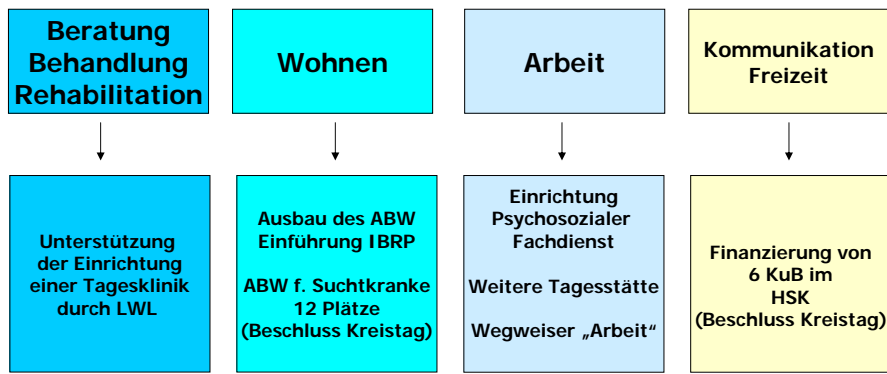 Beratung
Behandlung
Rehabilitation
Wohnen
Arbeit
Kommunikation
Freizeit
Unterstützung
der Einrichtung
einer Tagesklinik
durch LWL
Ausbau des ABW
Einführung IBRP
ABW f. Suchtkranke
12 Plätze
(Beschluss Kreistag)
Einrichtung
Psychosozialer
Fachdienst
Weitere Tagesstätte
Wegweiser „Arbeit“
Finanzierung von
6 KuB im
HSK
(Beschluss Kreistag)